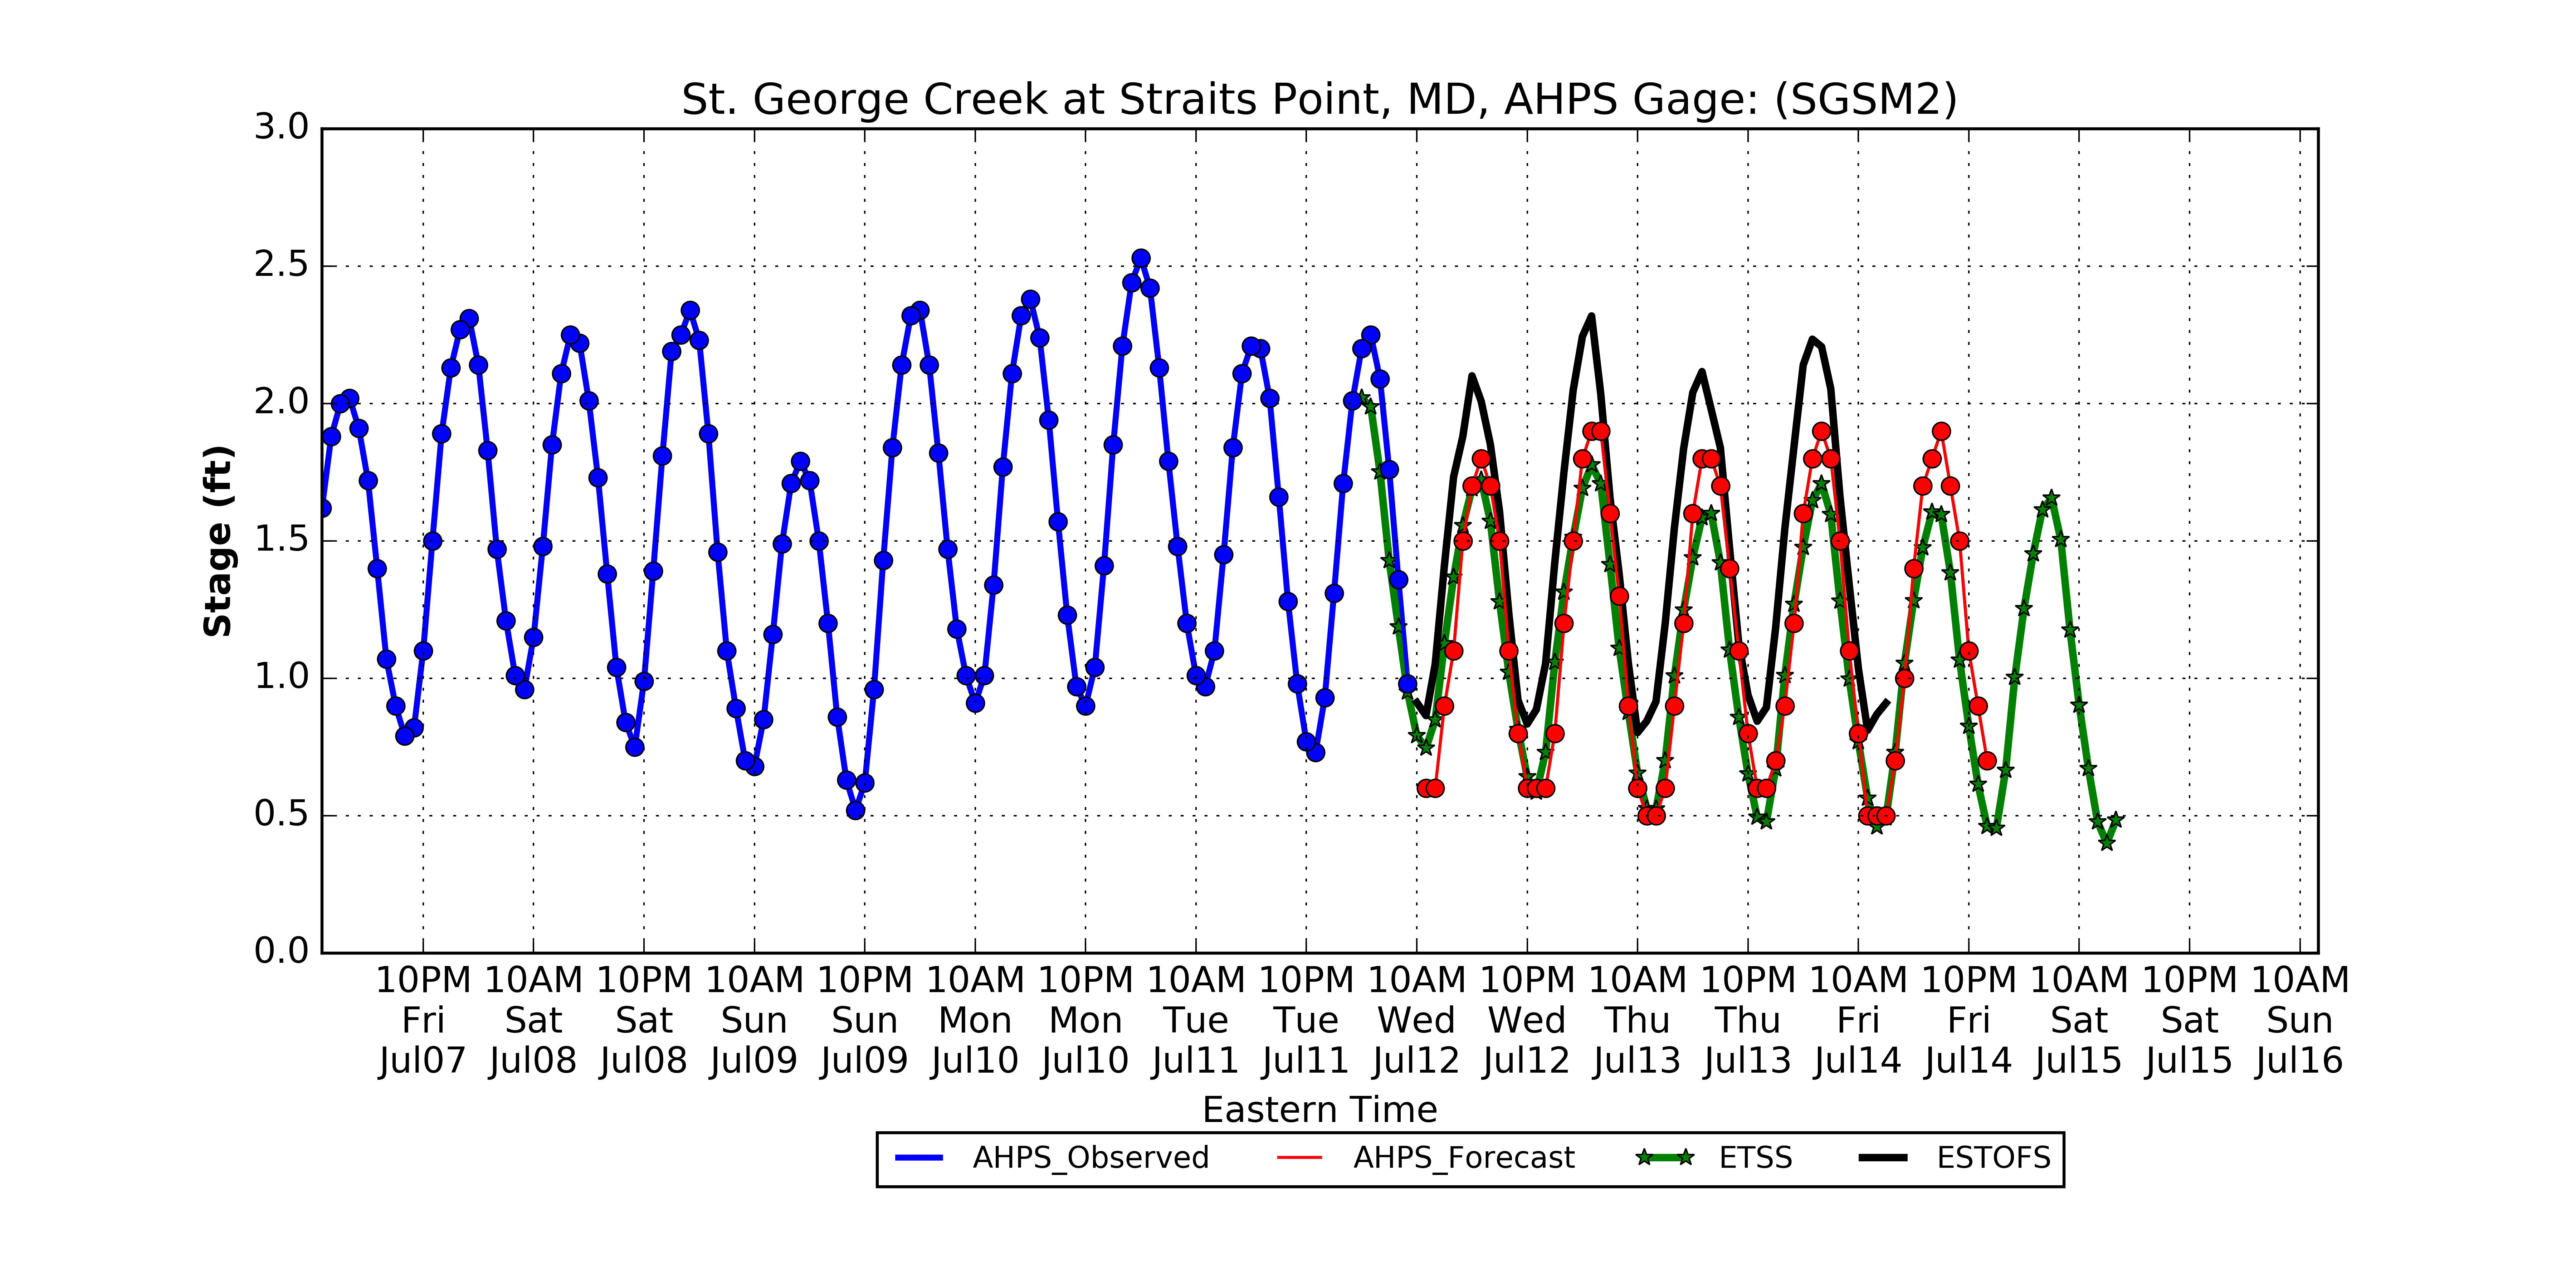 St. George Creek at Straits Point, MD, AHPS Gage: (SGSM2)
3.0
2.5
2.0
1.5
1.0
0.5
0.0
Stage (ft)
10PM 10AM 10PM 10AM 10PM 10AM 10PM 10AM 10PM 10AM 10PM 10AM 10PM 10AM 10PM 10AM 10PM 10AM
Fri Sat Sat Sun Sun Mon Mon Tue Tue Wed Wed Thu Thu Fri Fri Sat Sat Sun
Jul07 Jul08 Jul08 Jul09 Jul09 Jul10 Jul10 Jul11 Jul11 Jul12 Jul12 Jul13 Jul13 Jul14 Jul14 Jul15 Jul15 Jul16
Eastern Time
AHPS_Observed AHPS_Forecast ETSS ESTOFS